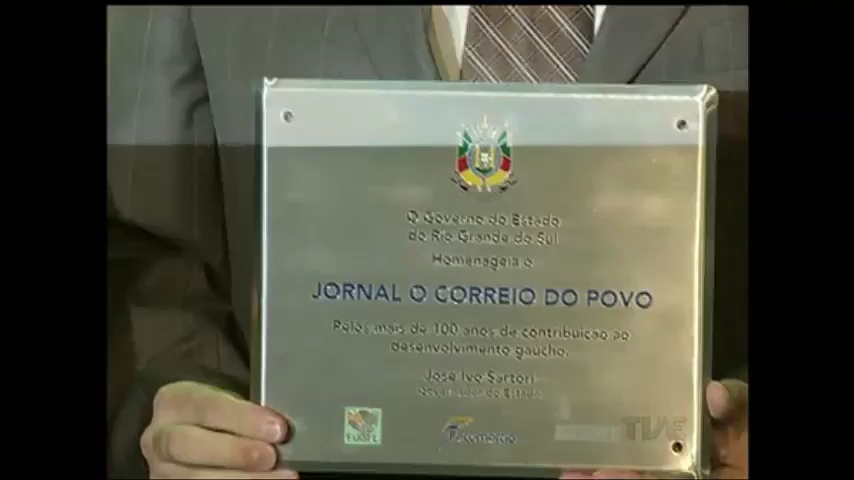 O Governo do Estado
do Rio Grande do Sul
Homenageia o
JORNAL O CORREIO DO POVO
Pelos mais de 100 anos de contribuição ao
desenvolvimento gaúcho.
José Ivo Sartori
Governador do Estado
Fecomércio
TVE